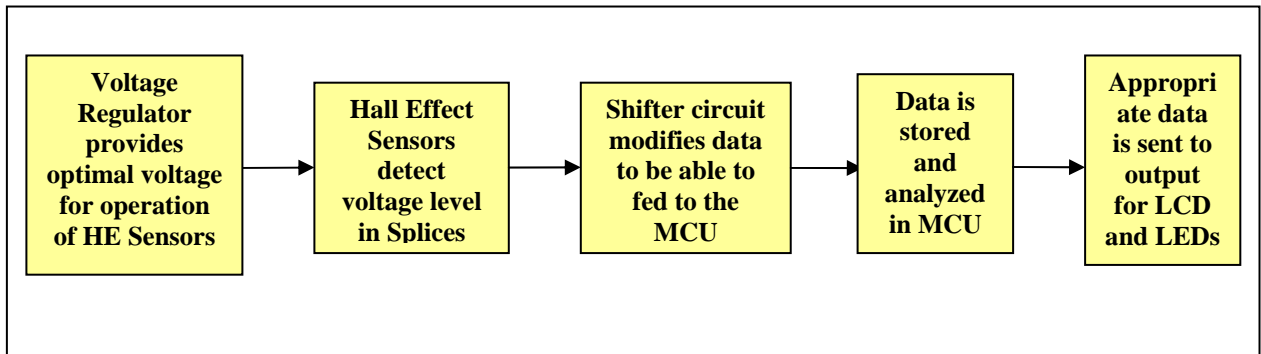 Voltage
Regulator
provides
optimal voltage
for operation
of HE Sensors
Hall Effect
Sensors
detect
voltage level
in Splices
Shifter circuit
modifies data
to be able to
fed to the
MCU
Data is
stored
and
analyzed
in MCU
Appropri
ate data
is sent to
output
for LCD
and LEDs